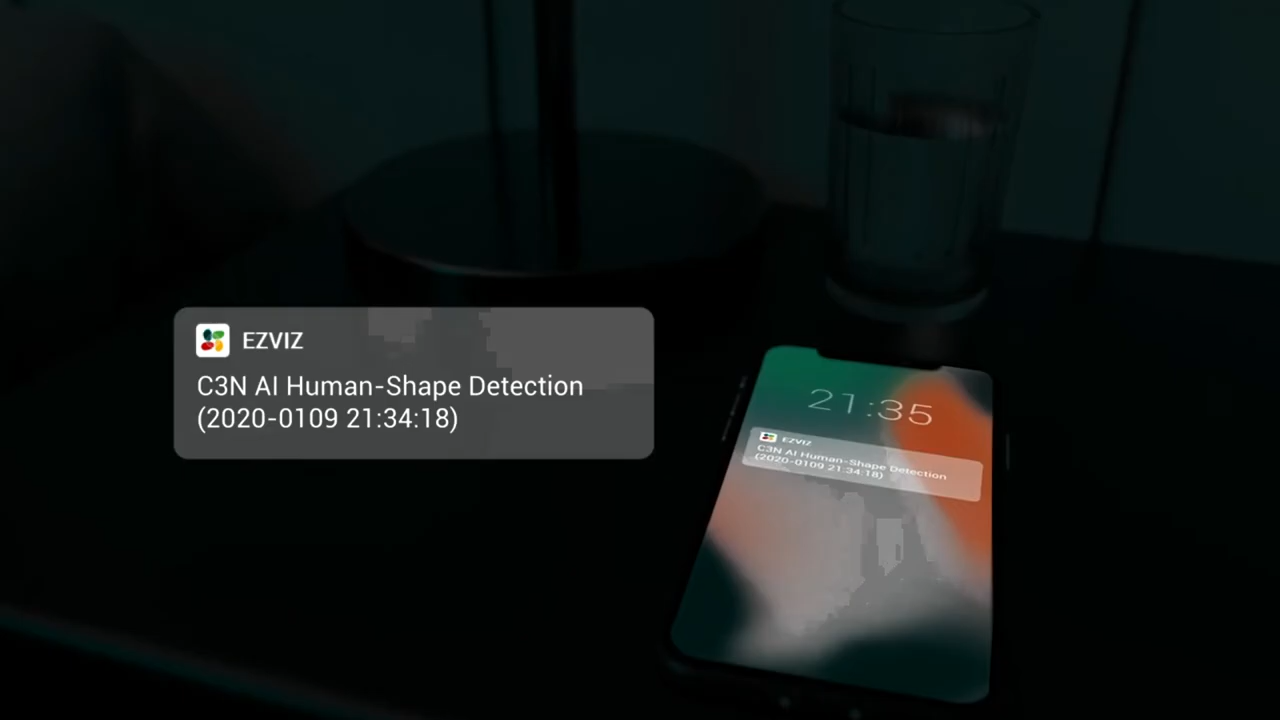 EZVIZ
C3N AI Human-Shape Detection
(2020-0109 21:34:18)
21:35
EZVIZ
C3N AI Human-Shape Detection
(2020-0109 21:34:18)